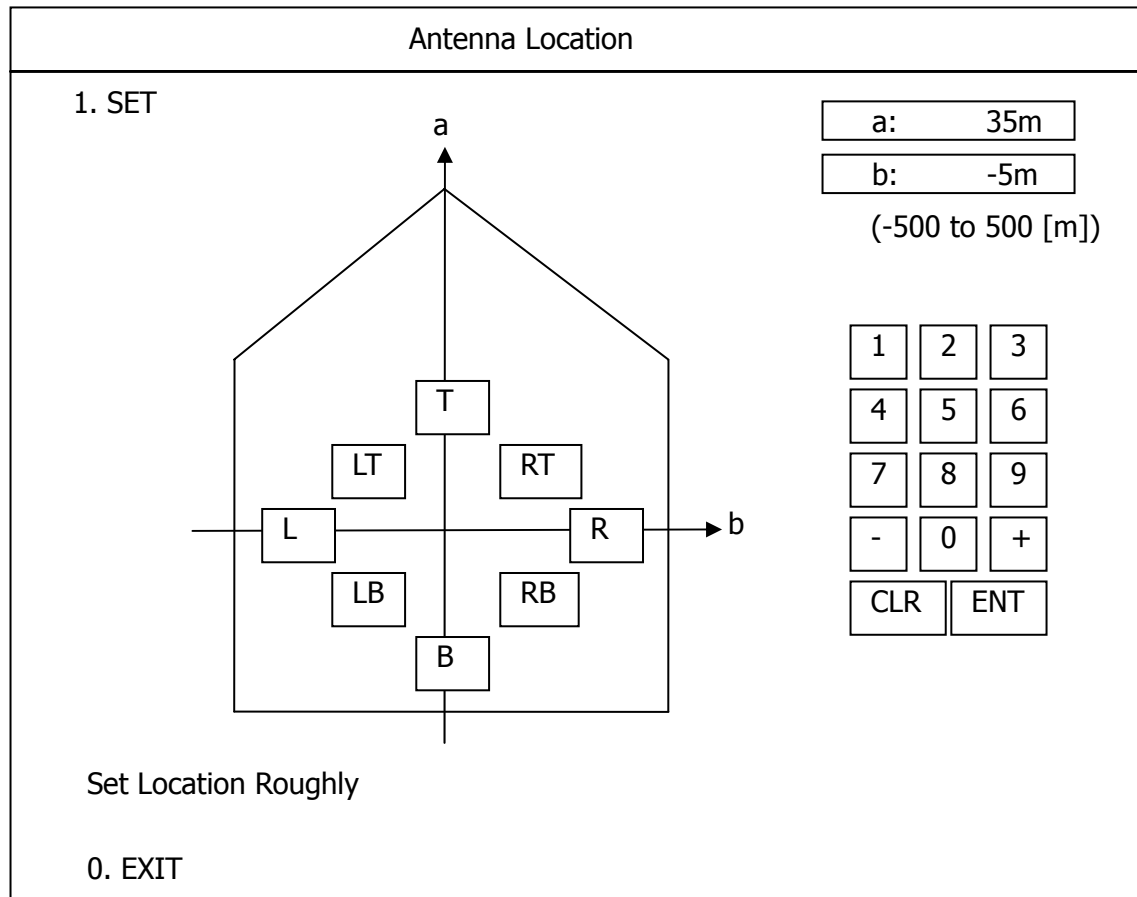 Antenna Location
1. SET
a
a: 35m
b: -5m
(-500 to 500 [m])
T
LT RT
L R b
LB RB
B
1 2 3
4 5 6
7 8 9
- 0 +
CLR ENT
Set Location Roughly
0. EXIT